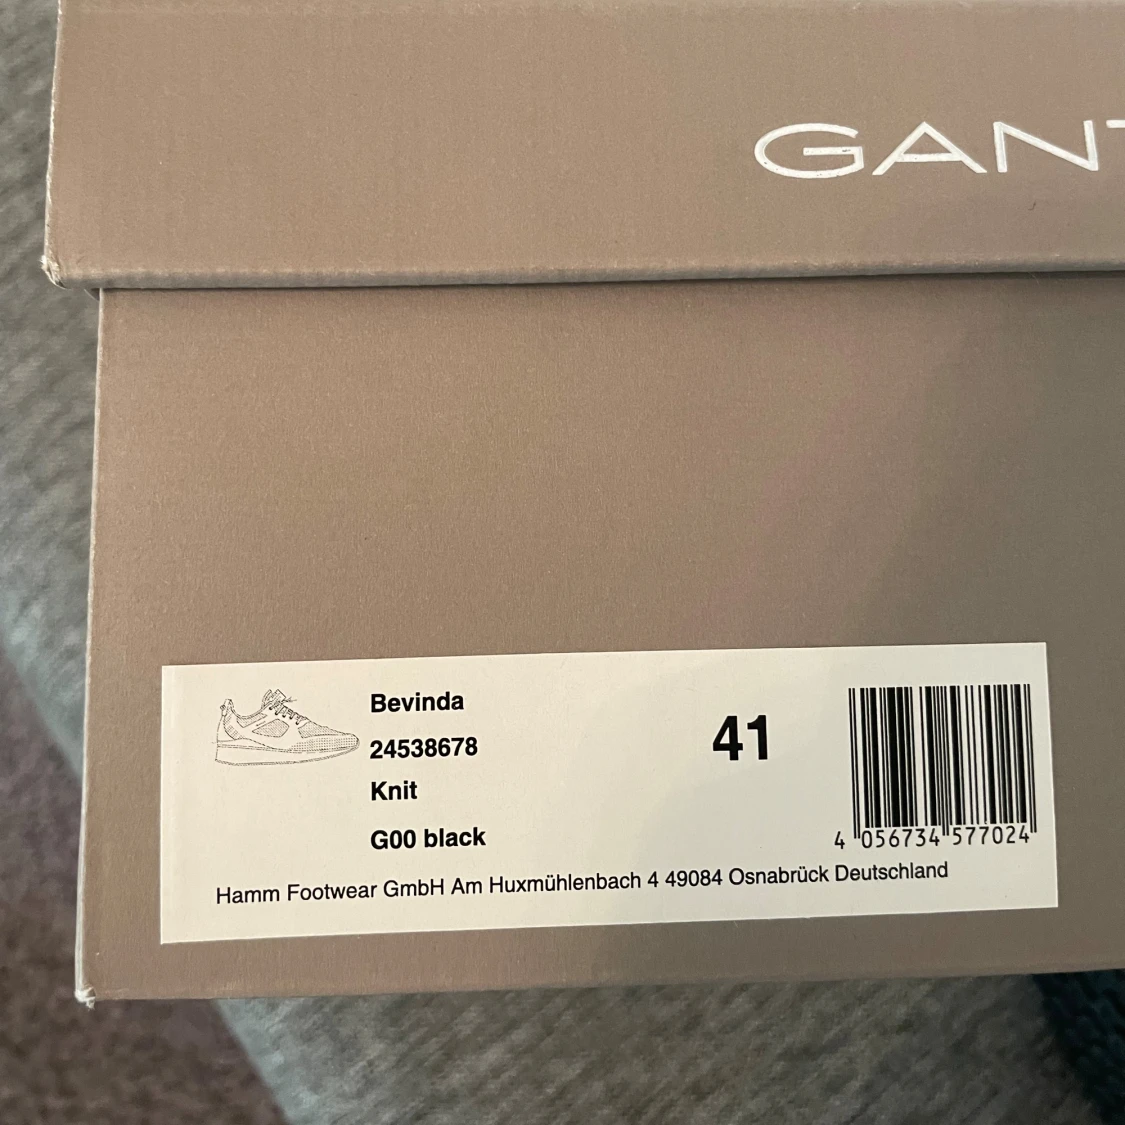 GANT
Bevinda
24538678
Knit
G00 black
41
4 056734 577024
Hamm Footwear GmbH Am Huxmühlenbach 4 49084 Osnabrück Deutschland